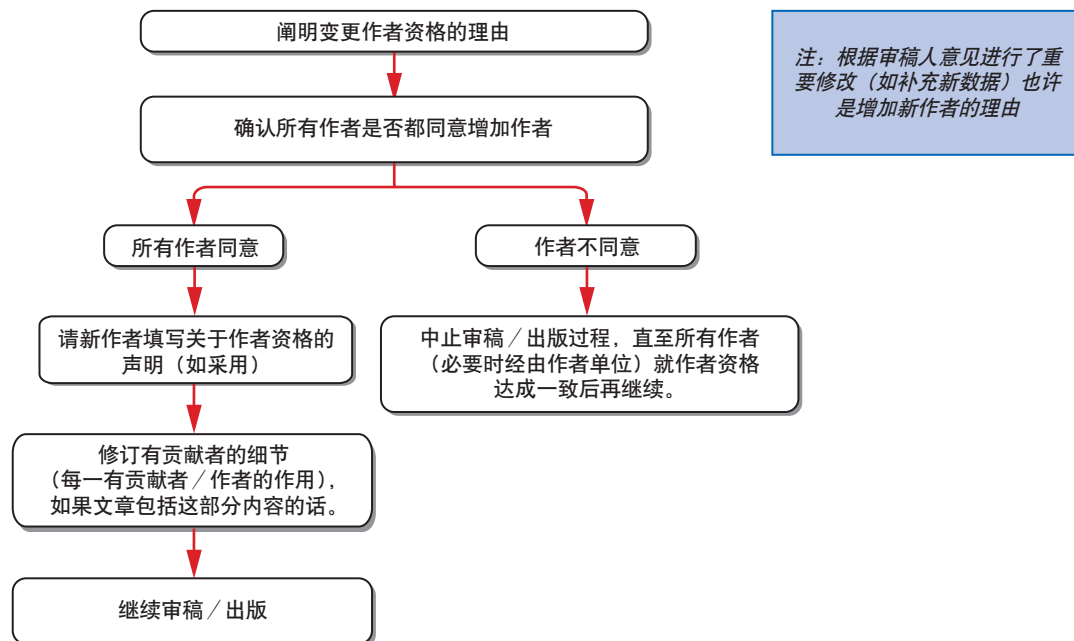 阐明变更作者资格的理由
注：根据审稿人意见进行了重
要修改（如补充新数据）也许
是增加新作者的理由
确认所有作者是否都同意增加作者
所有作者同意
作者不同意
请新作者填写关于作者资格的
声明（如采用）
中止审稿／出版过程，直至所有作者
（必要时经由作者单位）就作者资格
达成一致后再继续。
修订有贡献者的细节
（每一有贡献者／作者的作用），
如果文章包括这部分内容的话。
继续审稿／出版